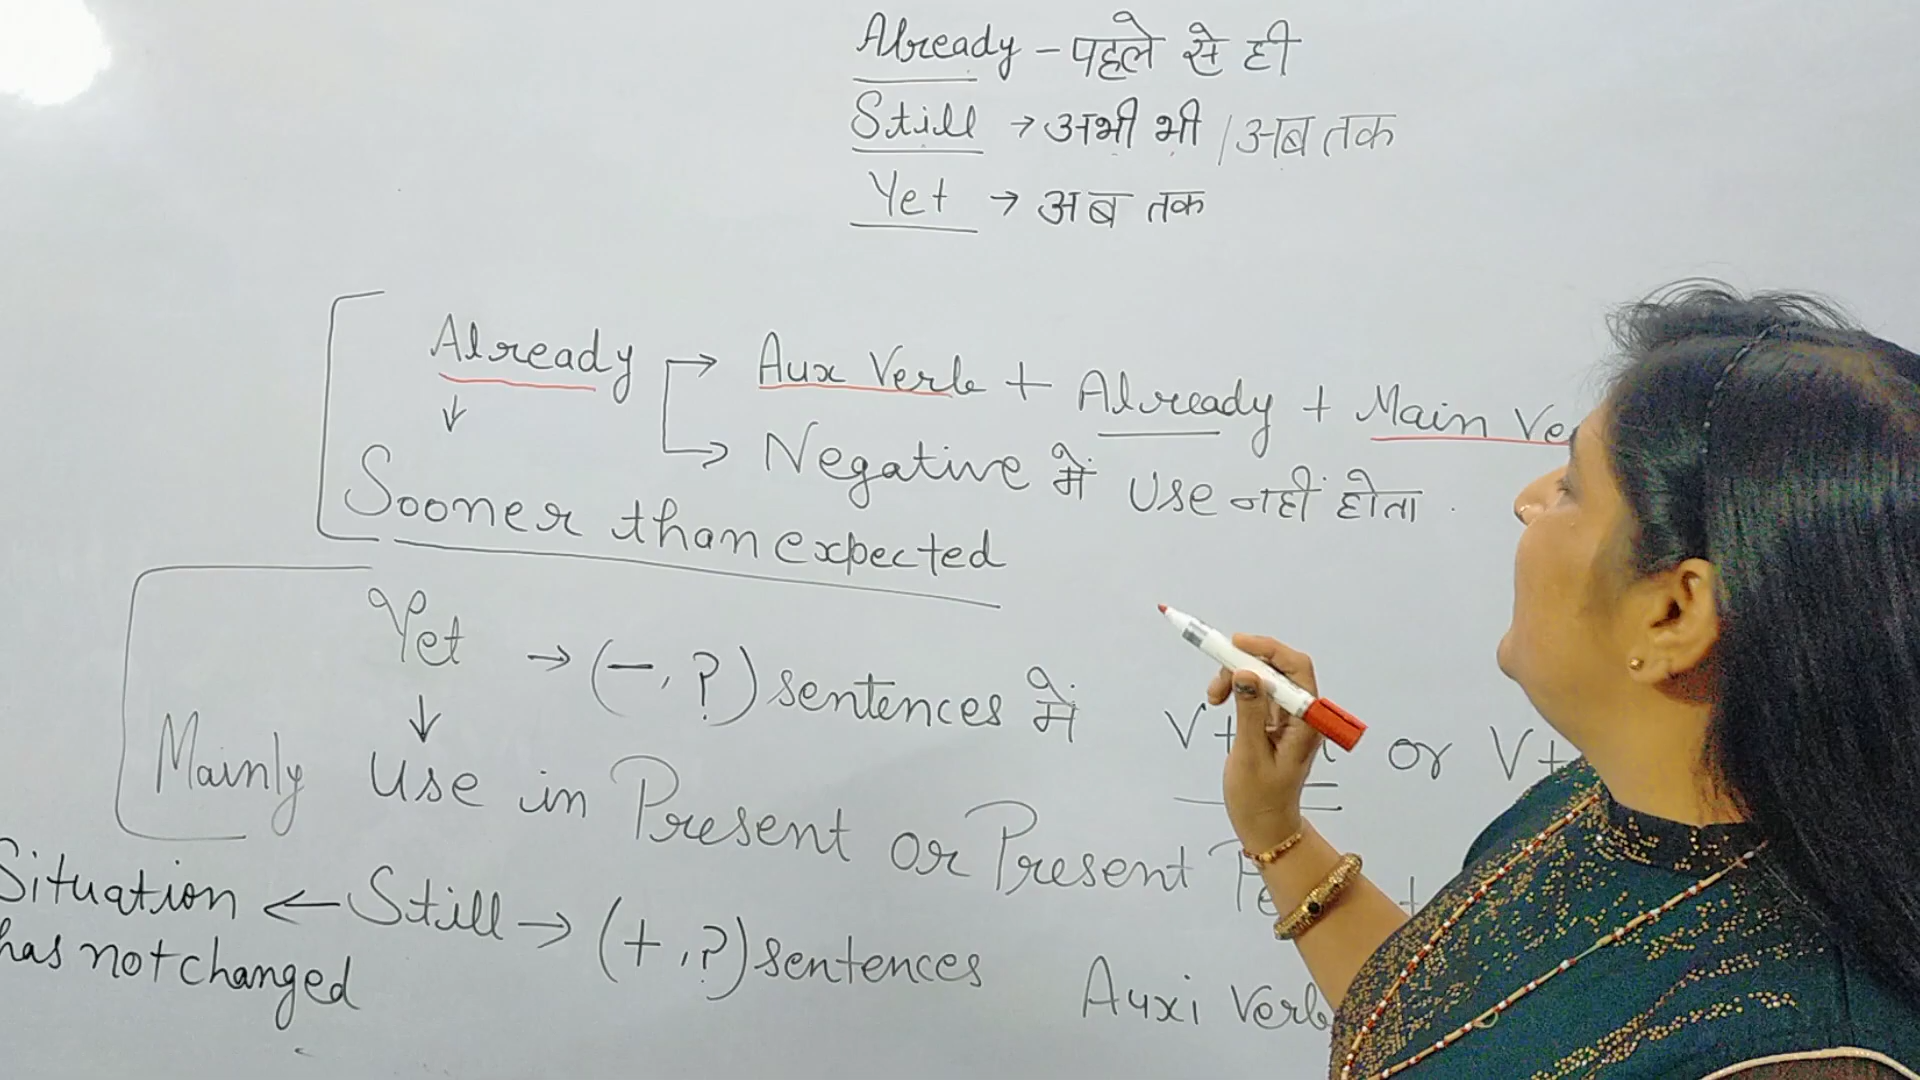 Already – पहले से ही
Still → अभी भी / अब तक
Yet → अब तक
Already → Aux Verb + Already + Main
→ Negative में use नहीं होता .
↓
Sooner than expected
Yet → (–, ?) sentences में or
↓
Mainly use in Present or Present
Situation ← Still → (+, ?) sentences
has not changed
Auxi Verb